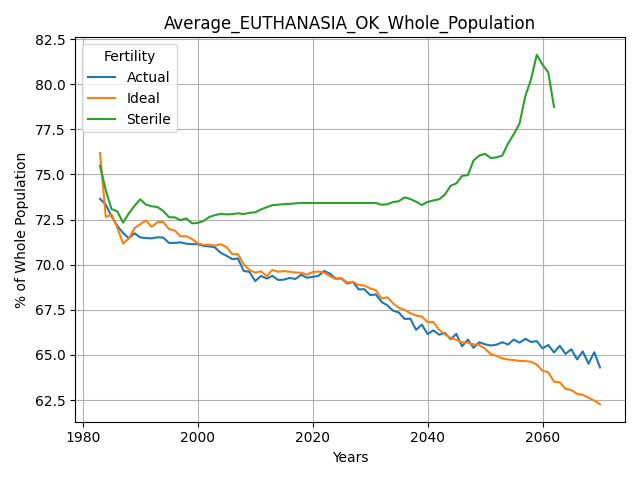 Average_EUTHANASIA_OK_Whole_Population
82.5
80.0
77.5
75.0
72.5
70.0
67.5
65.0
62.5
% of Whole Population
Fertility
Actual
Ideal
Sterile
1980 2000 2020 2040 2060
Years